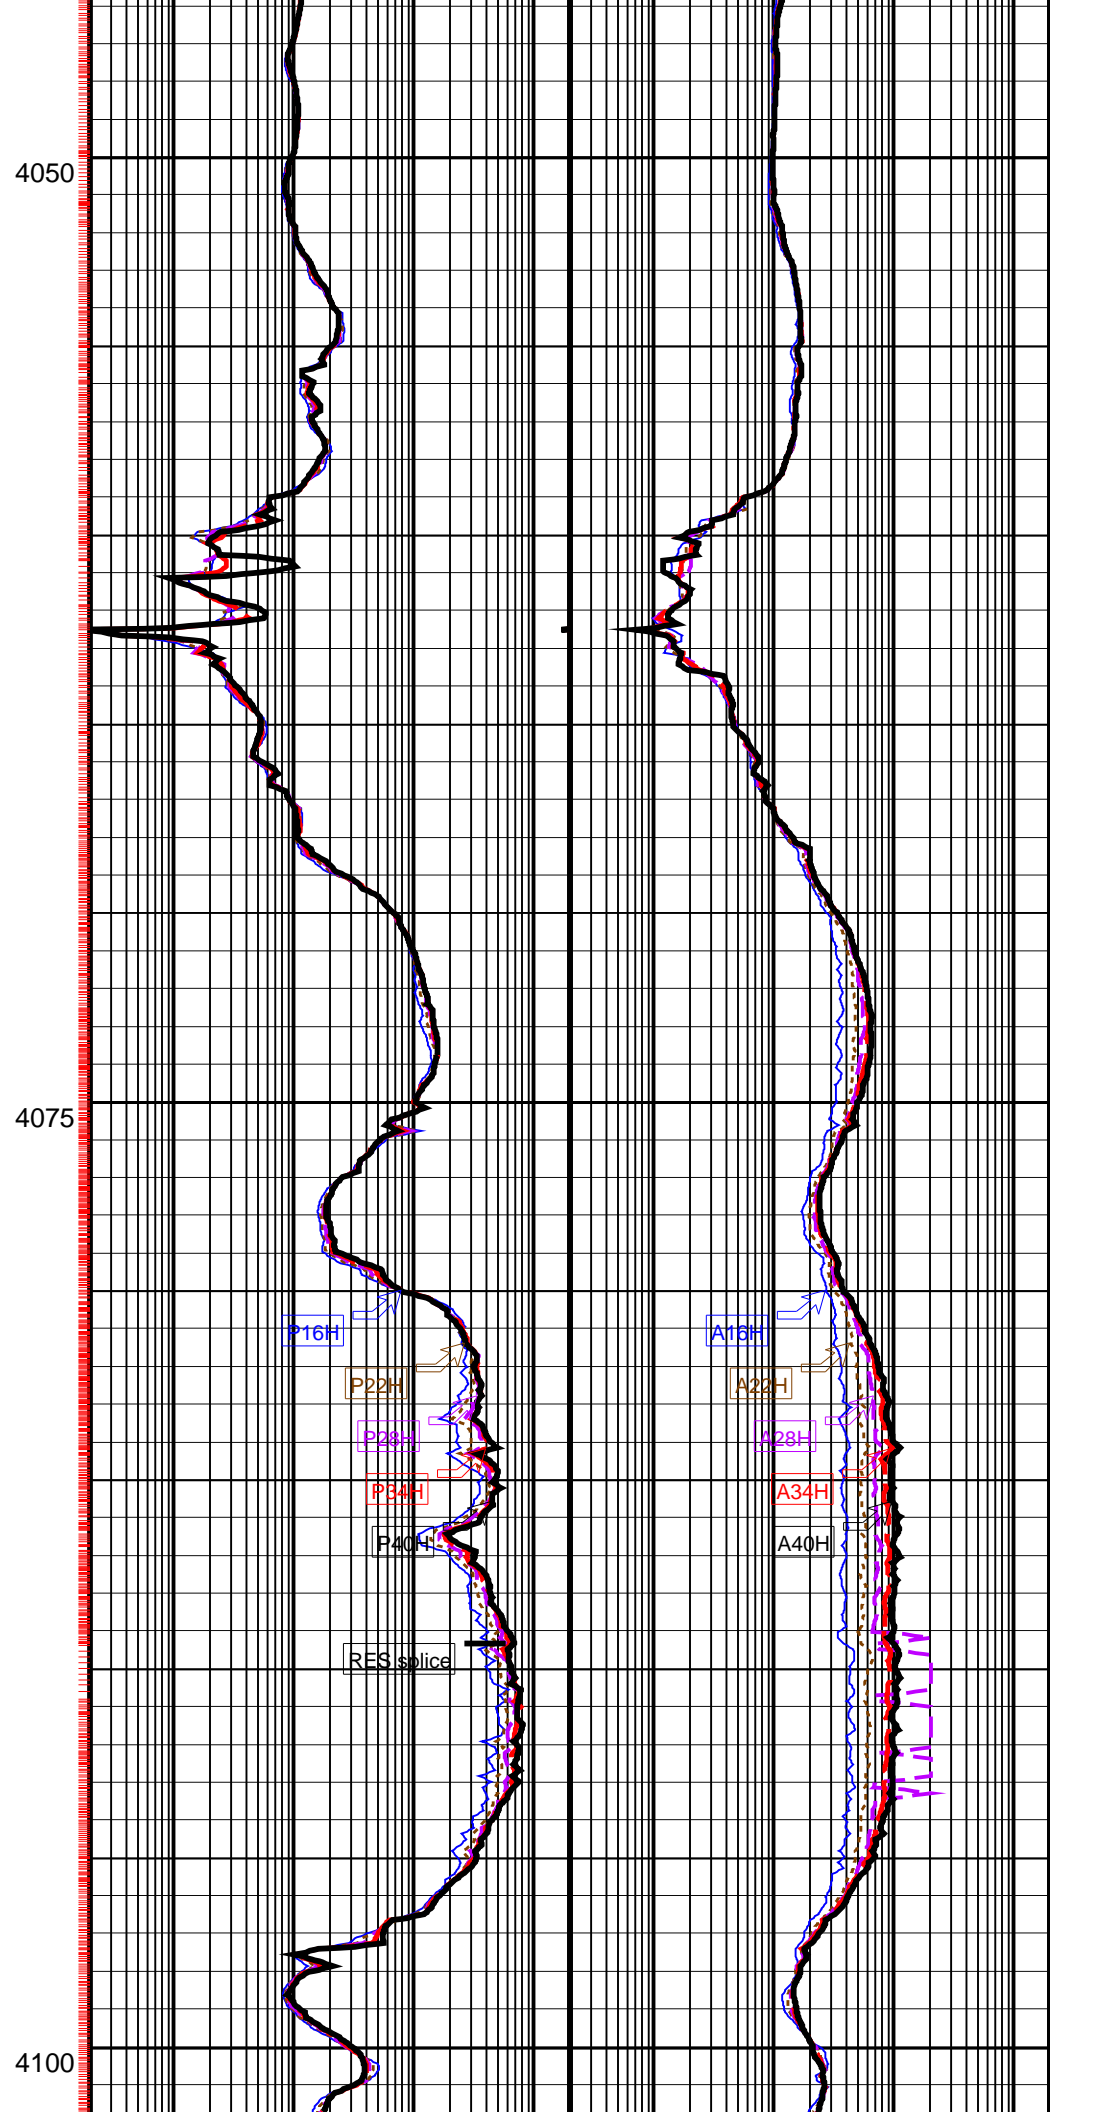 4050
4075
P16H
A16H
P22H
A22H
P28H
A28H
P34H
A34H
P40H
A40H
RES splice
4100